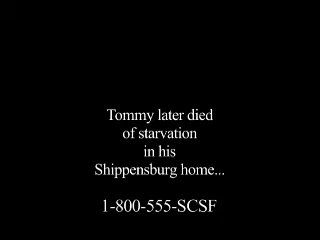 Tommy later died
of starvation
in his
Shippensburg home...
1-800-555-SCSF